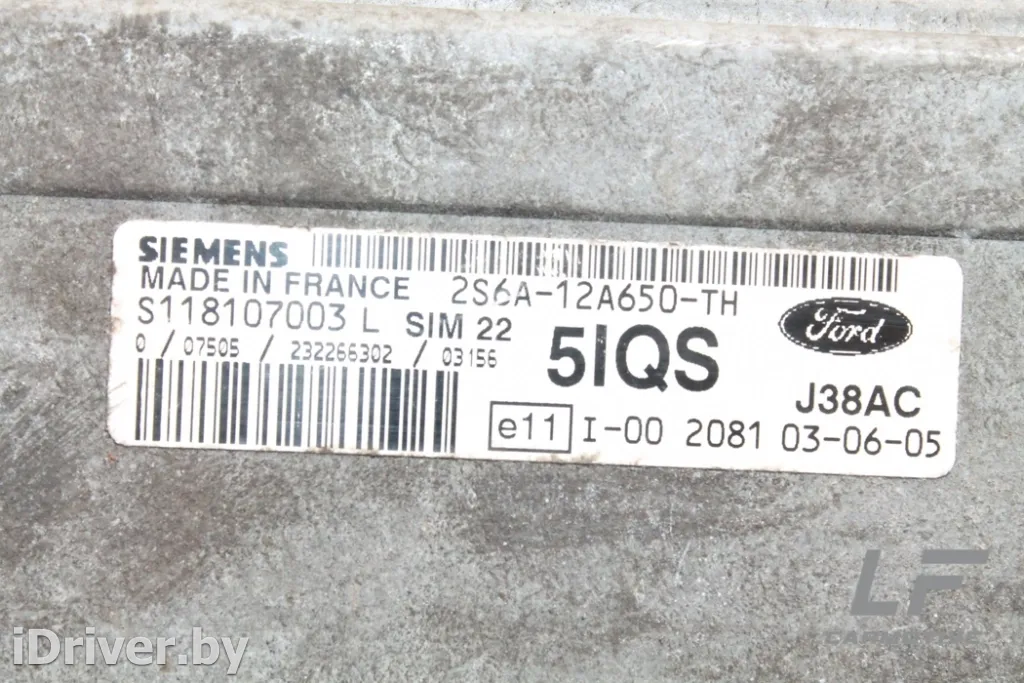 SIEMENS
MADE IN FRANCE 2S6A-12A650-TH
S118107003 L SIM 22
0 / 07505 / 232266302 / 03156
5IQS
Ford
J38AC
e11 I-00 2081 03-06-05
LF
iDriver.by